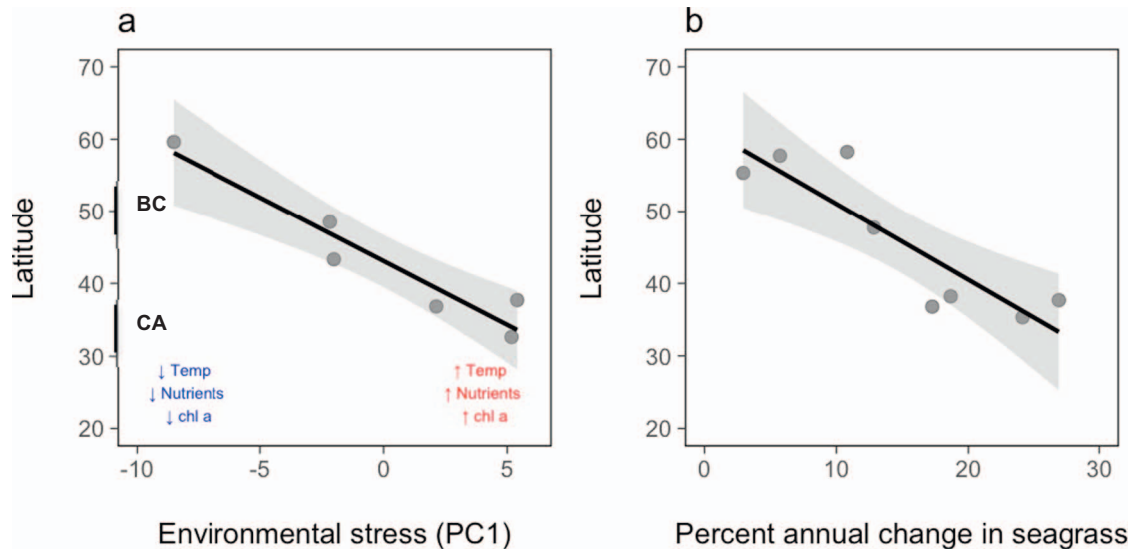 a
70
60
50
40
30
20
BC
CA
Latitude
↓ Temp
↓ Nutrients
↓ chl a
↑ Temp
↑ Nutrients
↑ chl a
-10 -5 0 5
Environmental stress (PC1)
b
70
60
50
40
30
20
Latitude
0 10 20 30
Percent annual change in seagrass